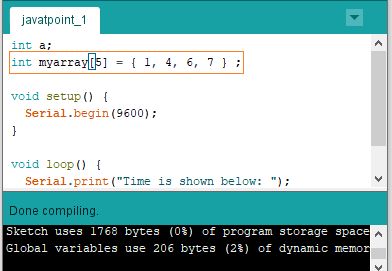 javatpoint_1
int a;
int myarray[5] = { 1, 4, 6, 7 } ;
void setup() {
Serial.begin(9600);
}
void loop() {
Serial.print("Time is shown below: ");
Done compiling.
Sketch uses 1768 bytes (0%) of program storage space
Global variables use 206 bytes (2%) of dynamic memor